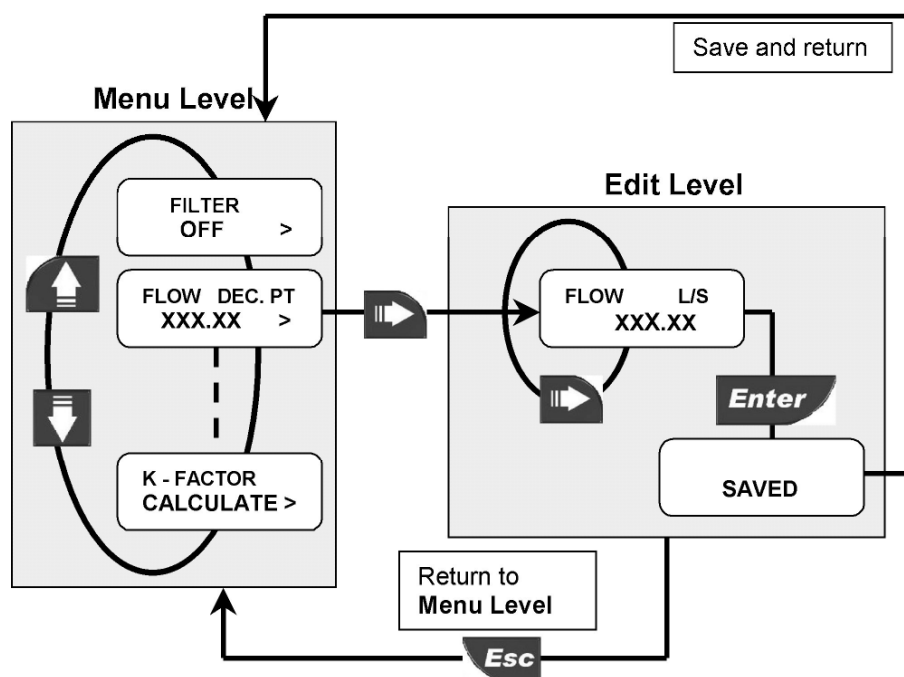 Save and return
Menu Level
FILTER
OFF >
FLOW DEC. PT
XXX.XX >
K - FACTOR
CALCULATE >
Edit Level
FLOW L/S
XXX.XX
Enter
SAVED
Return to
Menu Level
Esc